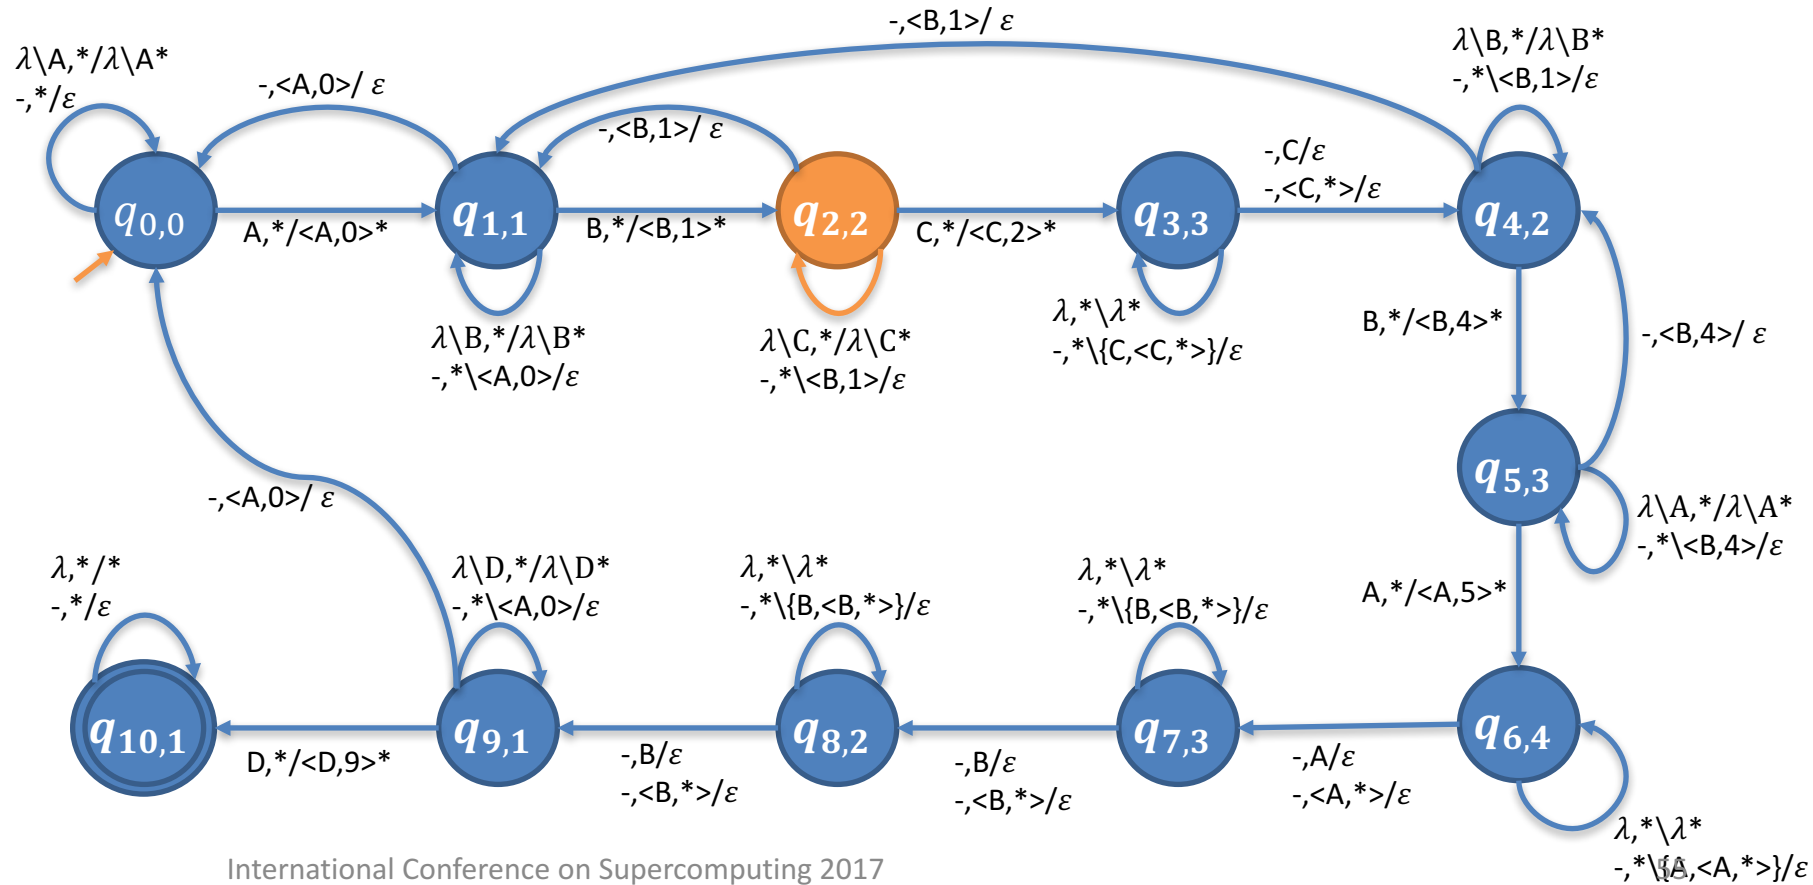 -,<B,1>/ ε
λ\A,*/λ\A*
-,*/ε
-,<A,0>/ ε
-,<B,1>/ ε
λ\B,*/λ\B*
-,*\<B,1>/ε
-,C/ε
-,<C,*>/ε
q0,0
A,*/<A,0>*
q1,1
B,*/<B,1>*
q2,2
C,*/<C,2>*
q3,3
q4,2
λ\B,*/λ\B*
-,*\<A,0>/ε
λ\C,*/λ\C*
-,*\<B,1>/ε
λ,*\λ*
-,*\{C,<C,*>}/ε
B,*/<B,4>*
-,<B,4>/ ε
q5,3
-,<A,0>/ ε
λ\A,*/λ\A*
-,*\<B,4>/ε
A,*/<A,5>*
λ,*/*
-,*/ε
λ\D,*/λ\D*
-,*\<A,0>/ε
λ,*\λ*
-,*\{B,<B,*>}/ε
λ,*\λ*
-,*\{B,<B,*>}/ε
q10,1
D,*/<D,9>*
q9,1
-,B/ε
-,<B,*>/ε
q8,2
-,B/ε
-,<B,*>/ε
q7,3
-,A/ε
-,<A,*>/ε
q6,4
λ,*\λ*
-,*\{A,<A,*>}/ε
International Conference on Supercomputing 2017
55